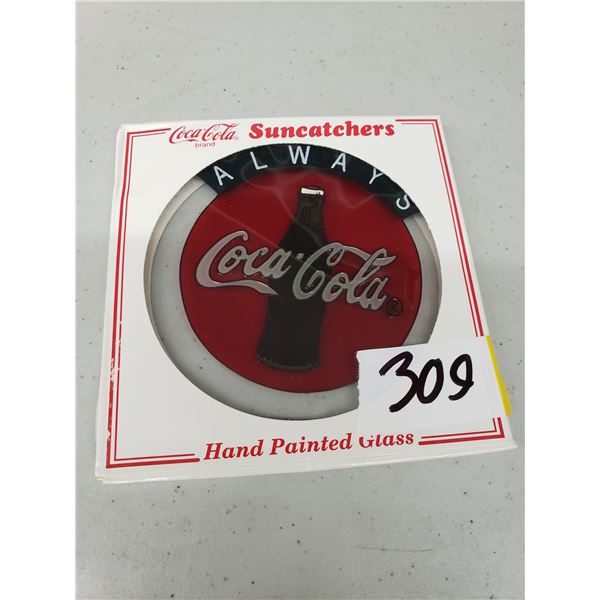 Coca-Cola® Suncatchers
brand
ALWAYS
Coca-Cola®
309
Hand Painted Glass